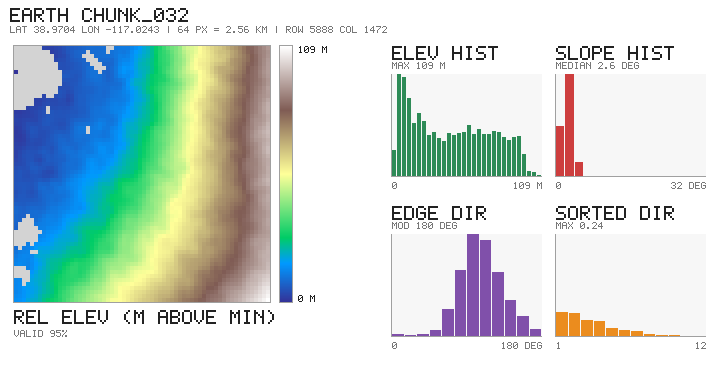 EARTH CHUNK_032
LAT 38.9704 LON -117.0243 | 64 PX = 2.56 KM | ROW 5888 COL 1472
109 M
0 M
REL ELEV (M ABOVE MIN)
VALID 95%
ELEV HIST
MAX 109 M
0 109 M
SLOPE HIST
MEDIAN 2.6 DEG
0 32 DEG
EDGE DIR
MOD 180 DEG
0 180 DEG
SORTED DIR
MAX 0.24
1 12